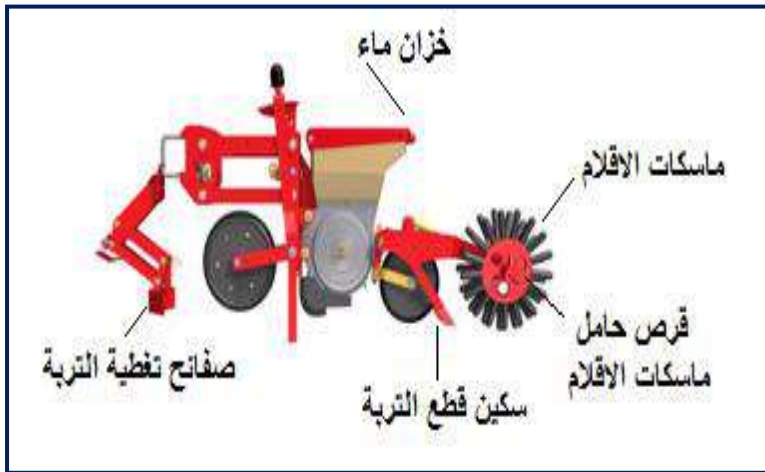 خزان ماء
ماسكات الاقلام
قرص حامل
ماسكات الاقلام
صفائح تغطية التربة
سكين قطع التربة